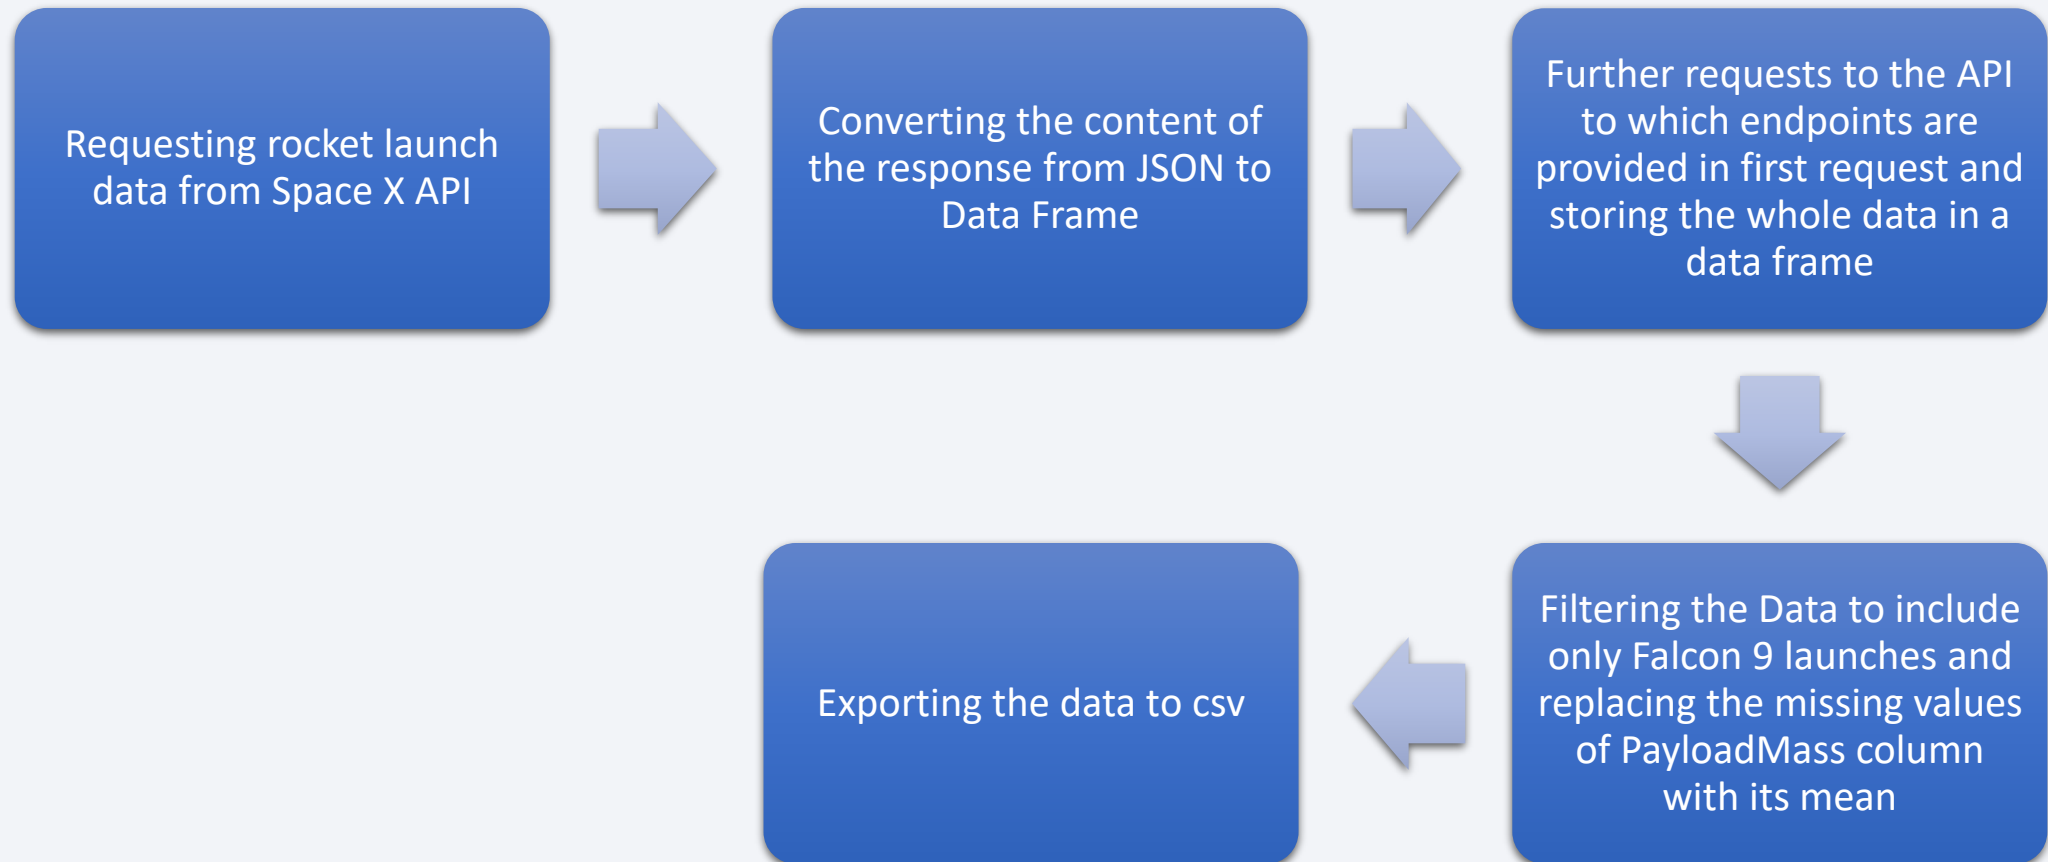 Requesting rocket launch
data from Space X API
Converting the content of
the response from JSON to
Data Frame
Further requests to the API
to which endpoints are
provided in first request and
storing the whole data in a
data frame
Filtering the Data to include
only Falcon 9 launches and
replacing the missing values
of PayloadMass column
with its mean
Exporting the data to csv